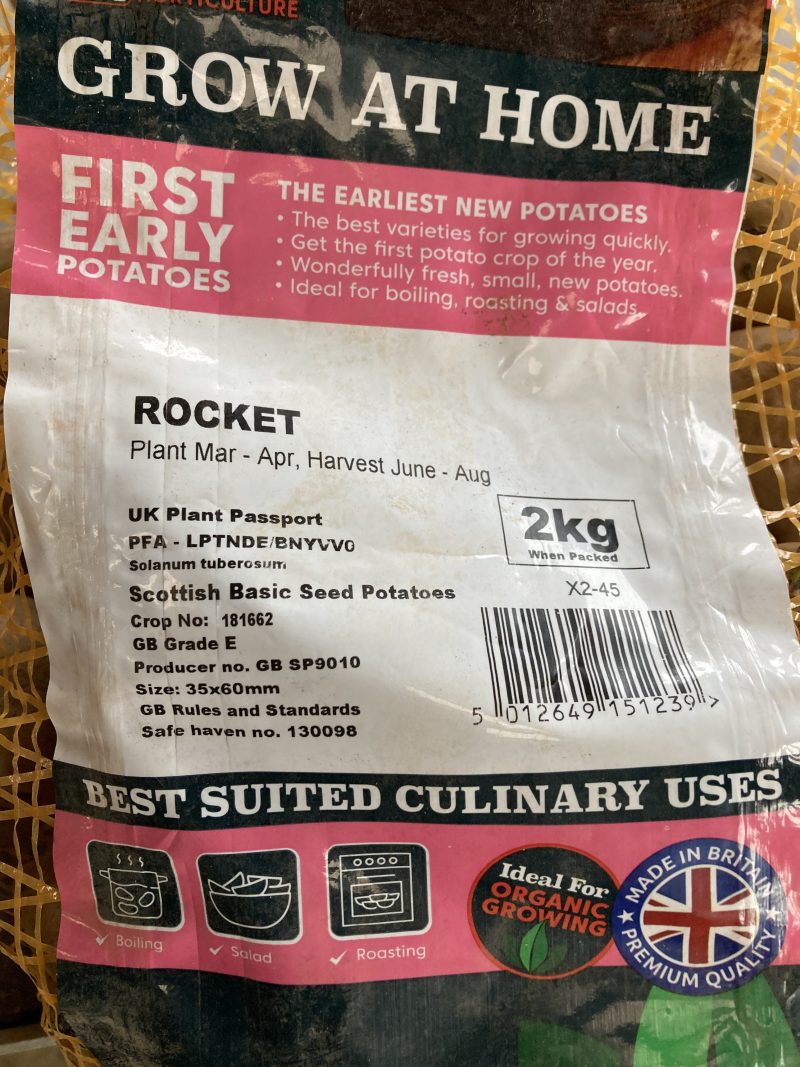 HORTICULTURE
GROW AT HOME
FIRST
EARLY
POTATOES
THE EARLIEST NEW POTATOES
• The best varieties for growing quickly.
• Get the first potato crop of the year.
• Wonderfully fresh, small, new potatoes.
• Ideal for boiling, roasting & salads.
ROCKET
Plant Mar - Apr, Harvest June - Aug
UK Plant Passport
PFA - LPTNDE/BNYVV0
Solanum tuberosum
Scottish Basic Seed Potatoes
Crop No: 181662
GB Grade E
Producer no. GB SP9010
Size: 35x60mm
GB Rules and Standards
Safe haven no. 130098
2kg
When Packed
X2-45
5 012649 151239 >
BEST SUITED CULINARY USES
✓ Boiling
✓ Salad
✓ Roasting
Ideal For
ORGANIC
GROWING
★ MADE IN BRITAIN ★
PREMIUM QUALITY